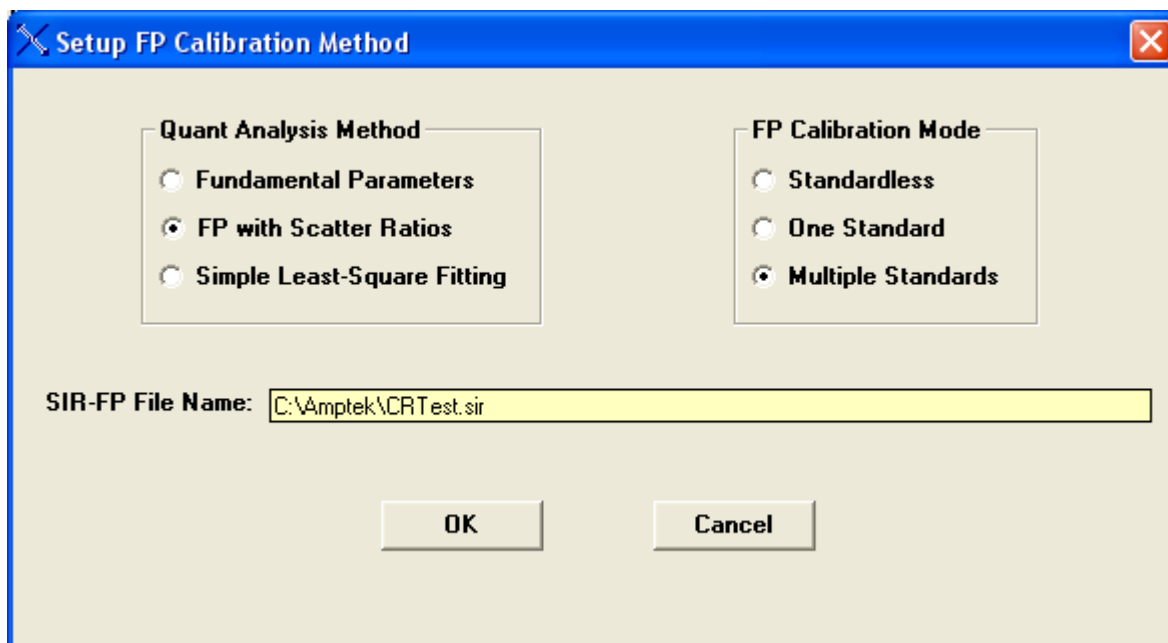 Setup FP Calibration Method
Quant Analysis Method
Fundamental Parameters
FP with Scatter Ratios
Simple Least-Square Fitting
FP Calibration Mode
Standardless
One Standard
Multiple Standards
SIR-FP File Name: C:\Amptek\CRTest.sir
OK
Cancel